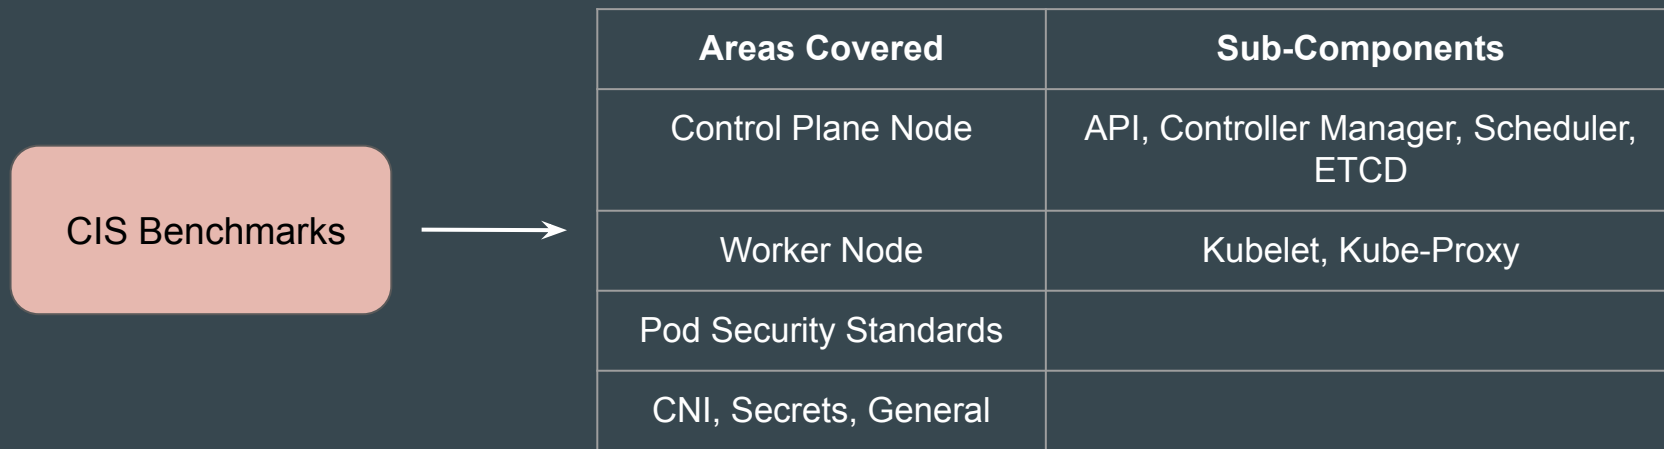 CIS Benchmarks
Areas Covered
Sub-Components
Control Plane Node
API, Controller Manager, Scheduler,
ETCD
Worker Node
Kubelet, Kube-Proxy
Pod Security Standards
CNI, Secrets, General